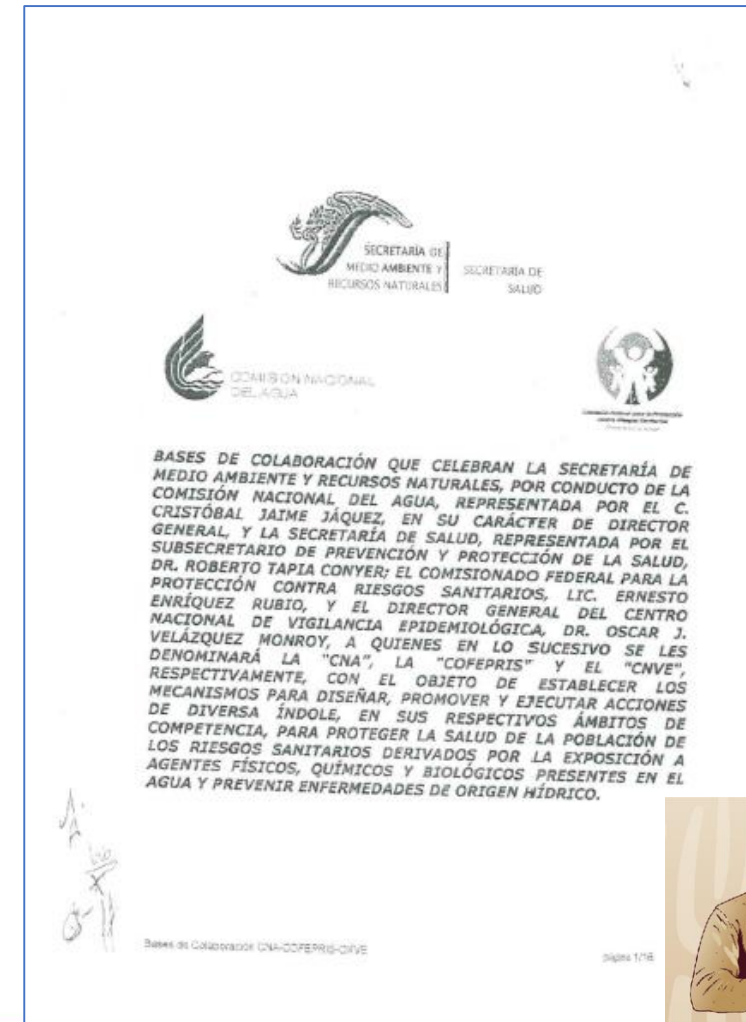 SECRETARÍA DE
MEDIO AMBIENTE Y
RECURSOS NATURALES
SECRETARÍA DE
SALUD
COMISION NACIONAL
DEL AGUA
BASES DE COLABORACIÓN QUE CELEBRAN LA SECRETARÍA DE
MEDIO AMBIENTE Y RECURSOS NATURALES, POR CONDUCTO DE LA
COMISIÓN NACIONAL DEL AGUA, REPRESENTADA POR EL C.
CRISTÓBAL JAIME JÁQUEZ, EN SU CARÁCTER DE DIRECTOR
GENERAL, Y LA SECRETARÍA DE SALUD, REPRESENTADA POR EL
SUBSECRETARIO DE PREVENCIÓN Y PROTECCIÓN DE LA SALUD,
DR. ROBERTO TAPIA CONYER; EL COMISIONADO FEDERAL PARA LA
PROTECCIÓN CONTRA RIESGOS SANITARIOS, LIC. ERNESTO
ENRÍQUEZ RUBIO, Y EL DIRECTOR GENERAL DEL CENTRO
NACIONAL DE VIGILANCIA EPIDEMIOLÓGICA, DR. OSCAR J.
VELÁZQUEZ MONROY, A QUIENES EN LO SUCESIVO SE LES
DENOMINARÁ LA "CNA", LA "COFEPRIS" Y EL "CNVE",
RESPECTIVAMENTE, CON EL OBJETO DE ESTABLECER LOS
MECANISMOS PARA DISEÑAR, PROMOVER Y EJECUTAR ACCIONES
DE DIVERSA ÍNDOLE, EN SUS RESPECTIVOS ÁMBITOS DE
COMPETENCIA, PARA PROTEGER LA SALUD DE LA POBLACIÓN DE
LOS RIESGOS SANITARIOS DERIVADOS POR LA EXPOSICIÓN A
AGENTES FÍSICOS, QUÍMICOS Y BIOLÓGICOS PRESENTES EN EL
AGUA Y PREVENIR ENFERMEDADES DE ORIGEN HÍDRICO.
Bases de Colaboración CNA-COFEPRIS-CNVE
página 1/16